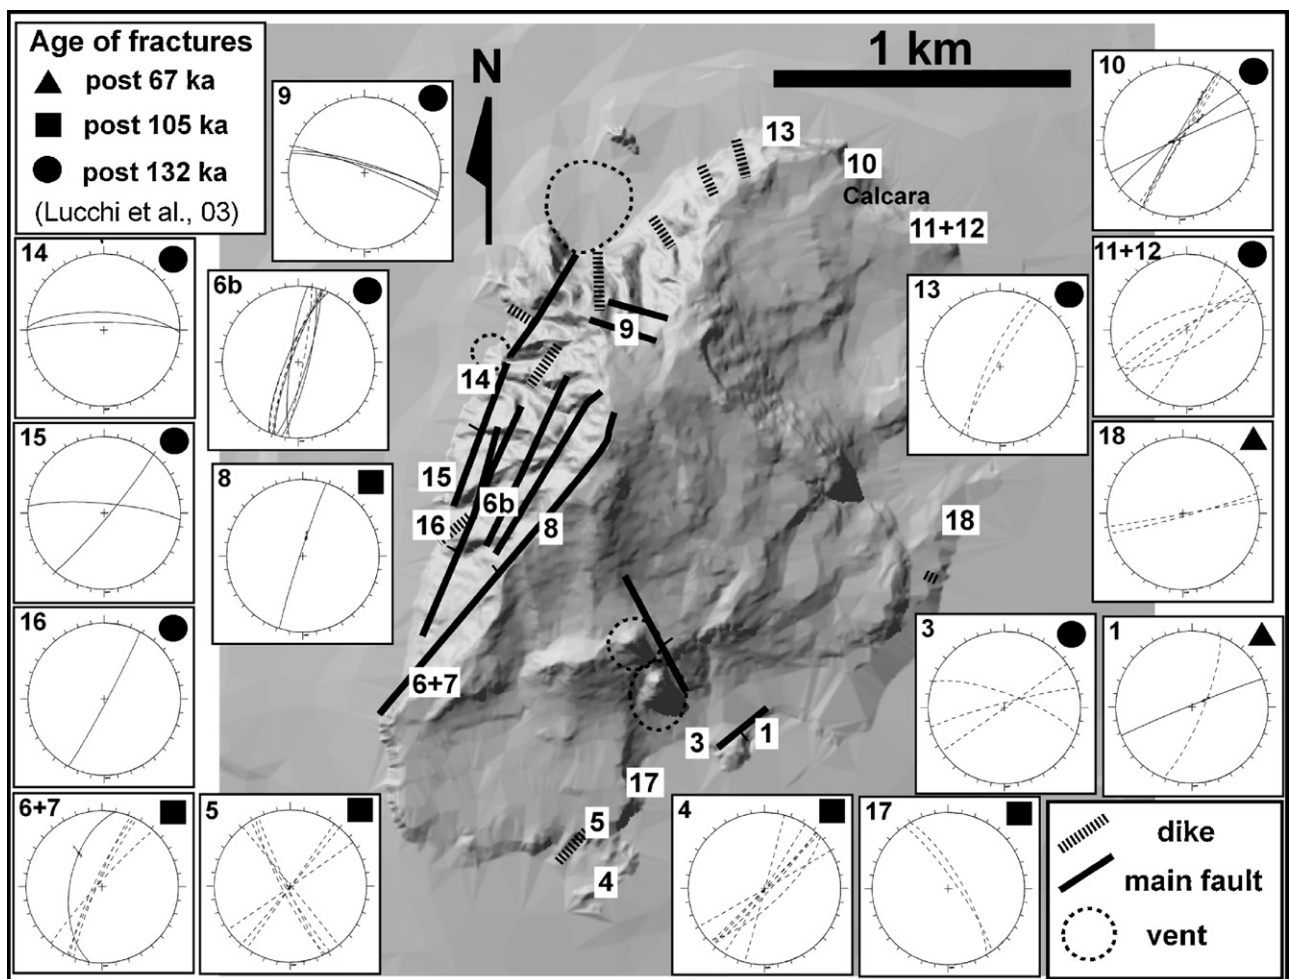 Age of fractures
post 67 ka
post 105 ka
post 132 ka
(Lucchi et al., 03)
N
1 km
9
10
14
6b
13
11+12
15
8
18
16
3
1
6+7
5
4
17
13
10
Calcara
11+12
9
14
15
6b
16
8
18
6+7
3
1
17
5
4
dike
main fault
vent